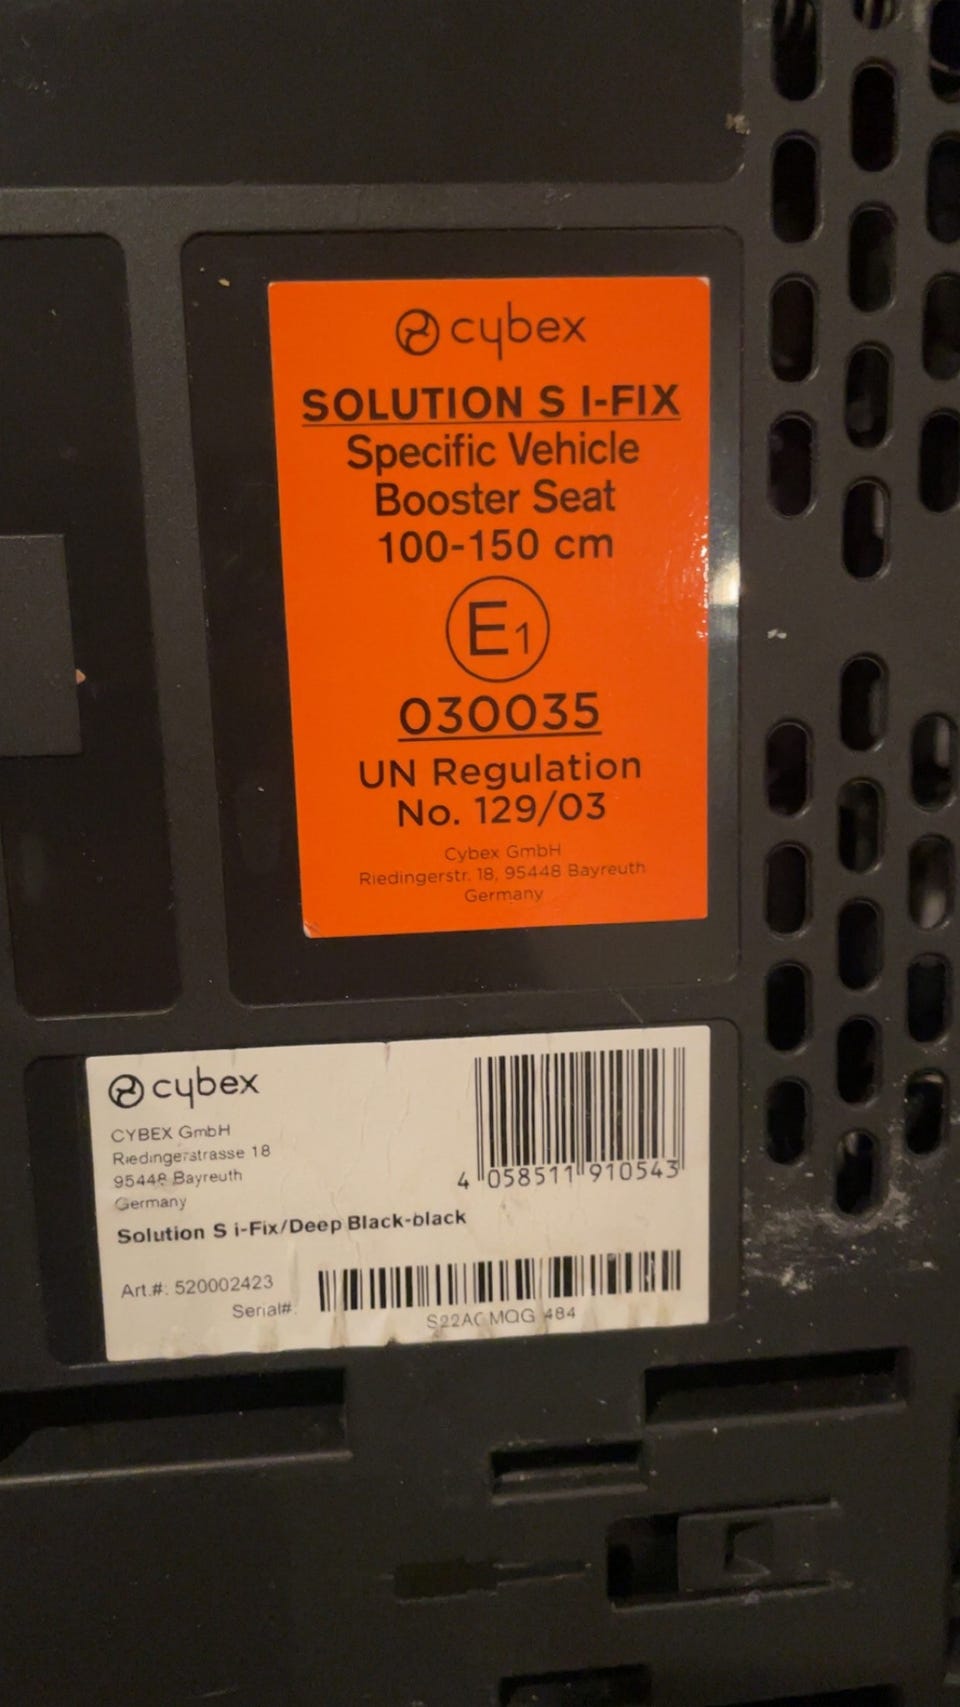 cybex
SOLUTION S I-FIX
Specific Vehicle
Booster Seat
100-150 cm
E1
030035
UN Regulation
No. 129/03
Cybex GmbH
Riedingerstr. 18, 95448 Bayreuth
Germany
cybex
CYBEX GmbH
Riedingerstrasse 18
95448 Bayreuth
Germany
4 058511 910543
Solution S i-Fix/Deep Black-black
Art.#: 520002423
Serial#: